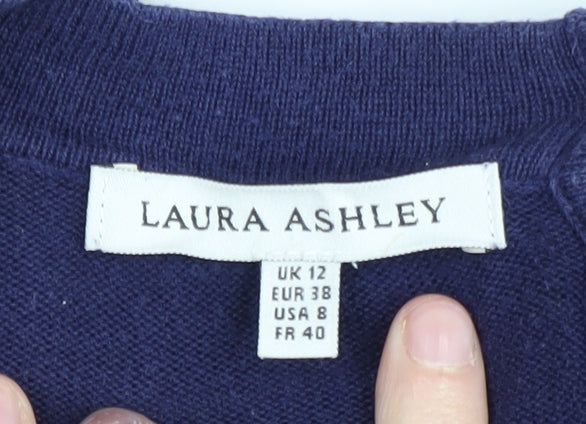 LAURA ASHLEY
UK 12
EUR 38
USA 8
FR 40